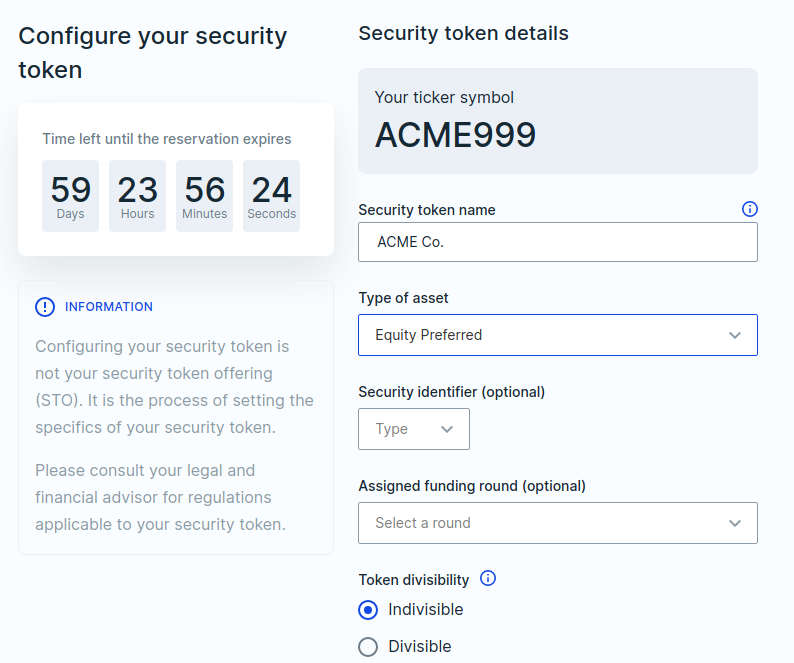 Configure your security
token
Time left until the reservation expires
59 23 56 24
Days Hours Minutes Seconds
INFORMATION
Configuring your security token is
not your security token offering
(STO). It is the process of setting the
specifics of your security token.
Please consult your legal and
financial advisor for regulations
applicable to your security token.
Security token details
Your ticker symbol
ACME999
Security token name
ACME Co.
Type of asset
Equity Preferred
Security identifier (optional)
Type
Assigned funding round (optional)
Select a round
Token divisibility
Indivisible
Divisible